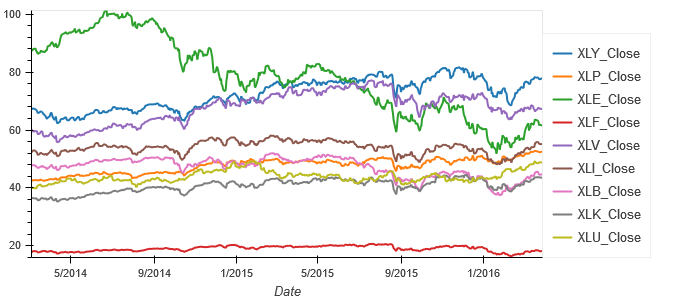 100
80
60
40
20
5/2014
9/2014
1/2015
5/2015
9/2015
1/2016
Date
XLY_Close
XLP_Close
XLE_Close
XLF_Close
XLV_Close
XLI_Close
XLB_Close
XLK_Close
XLU_Close